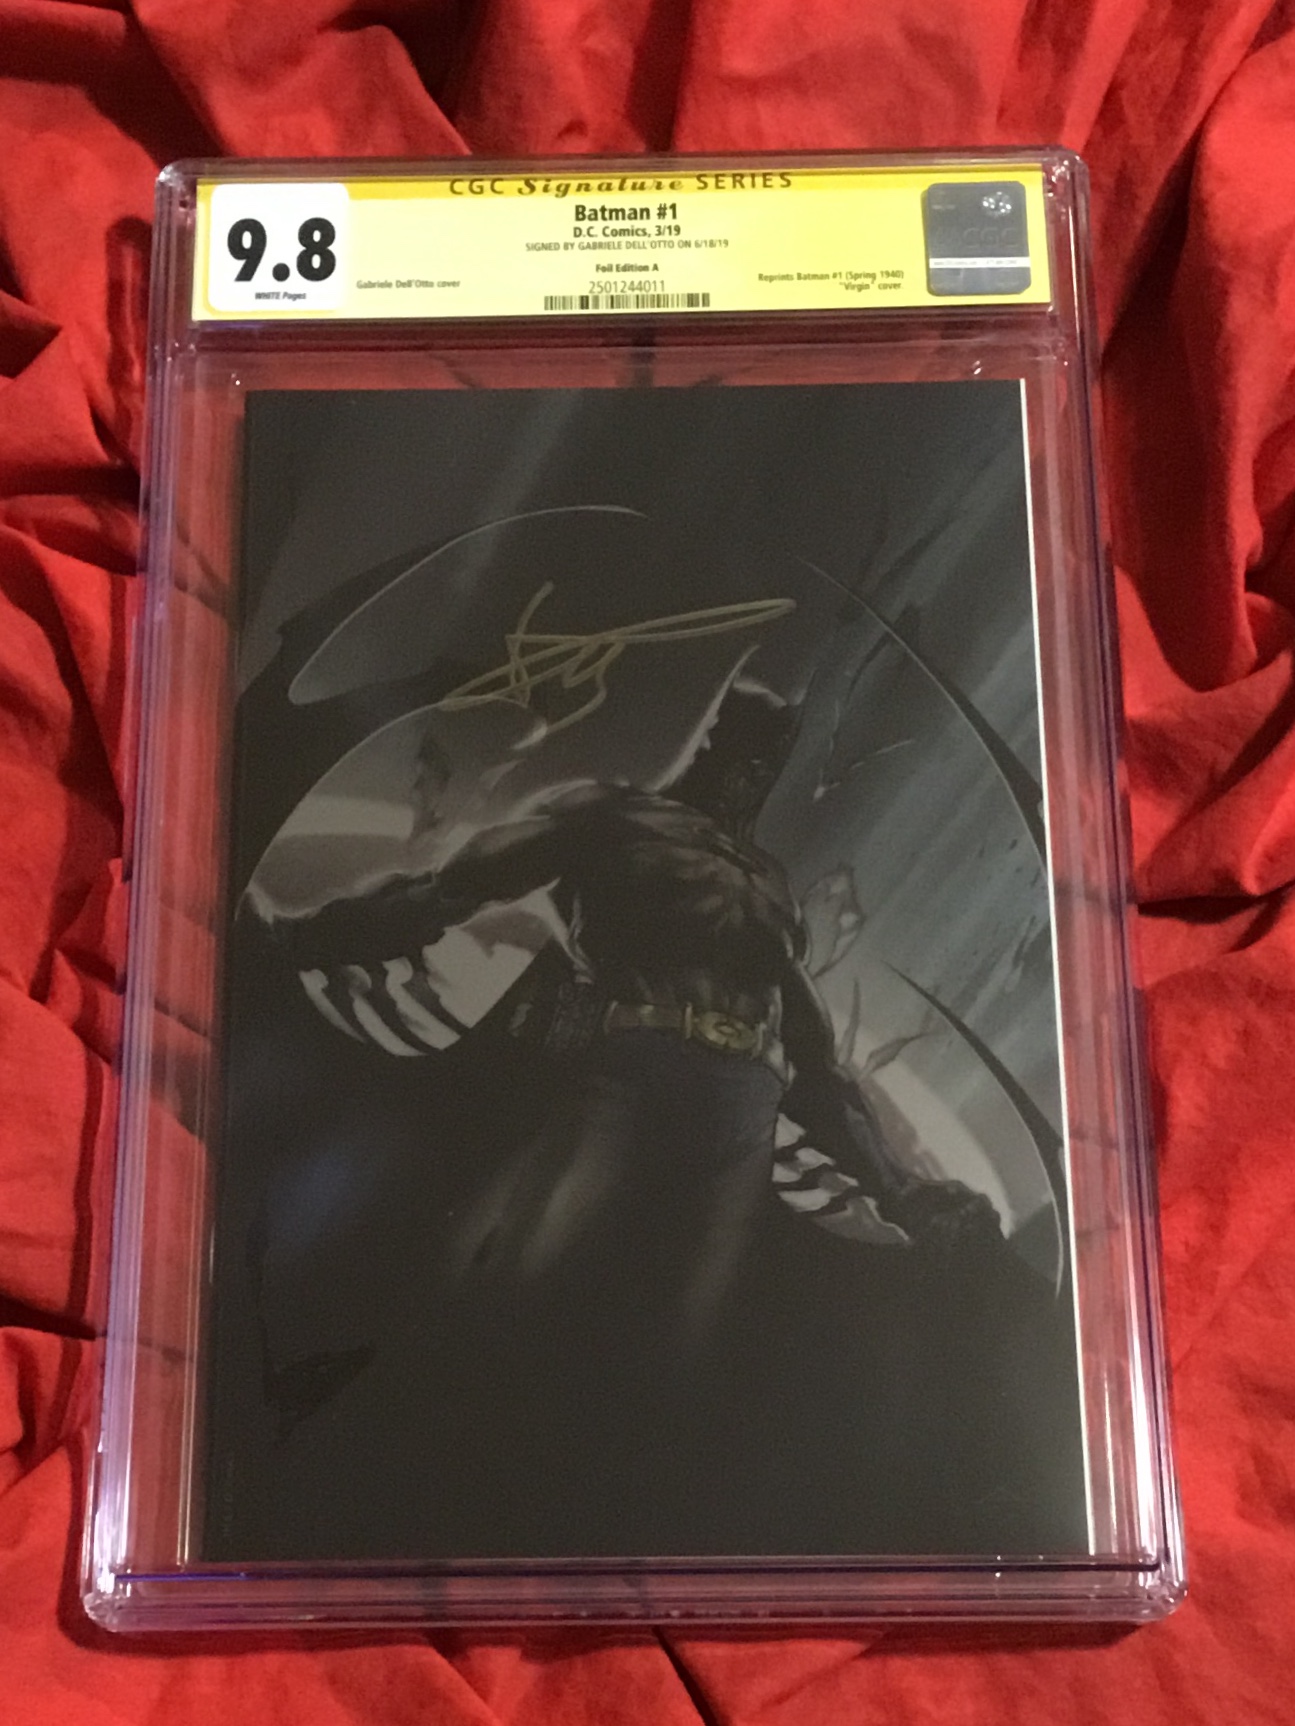 CGC Signature SERIES
9.8
WHITE Pages
Batman #1
D.C. Comics, 3/19
SIGNED BY GABRIELE DELL'OTTO ON 6/18/19
Foil Edition A
Gabriele Dell'Otto cover
2501244011
Reprints Batman #1 (Spring 1940)
"Virgin" cover.
CGC